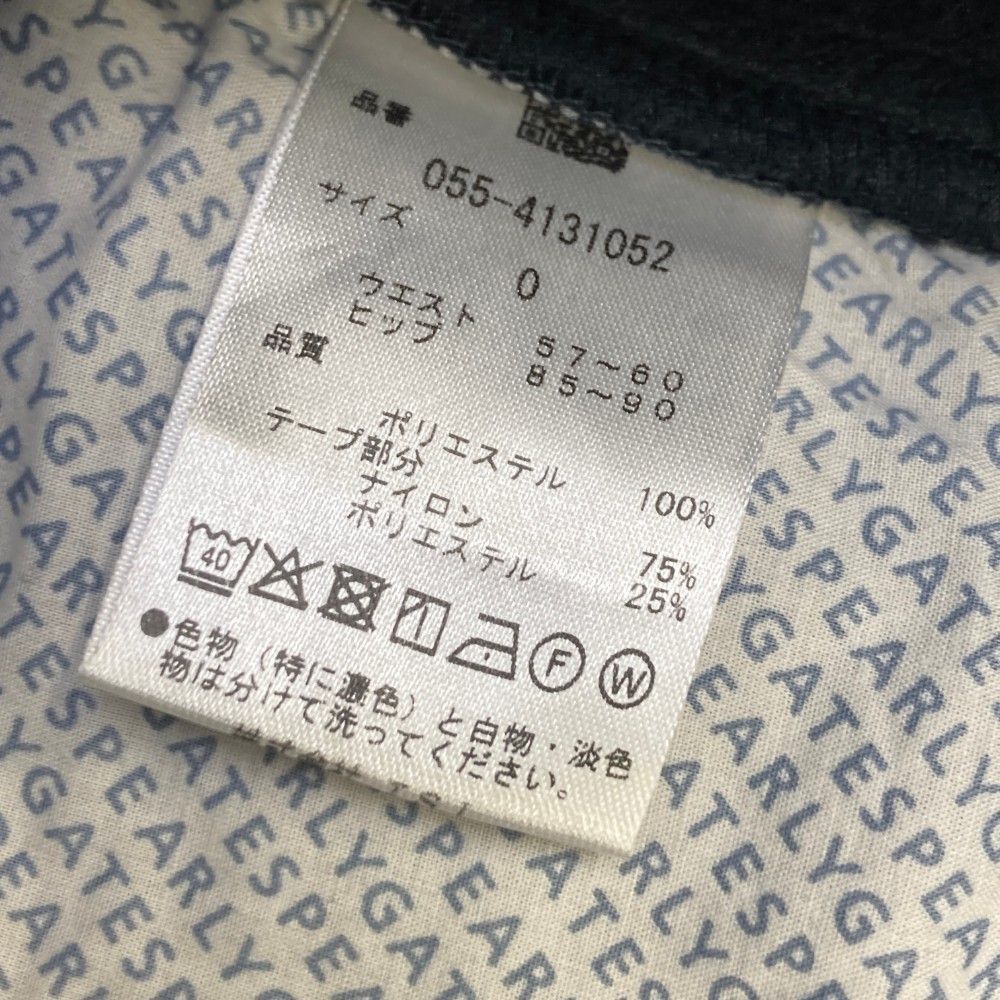 品番
055-4131052
サイズ
0
ウエスト 57～60
ヒップ 85～90
品質
ポリエステル 100%
テープ部分
ナイロン 75%
ポリエステル 25%
40
F
W
●色物(特に濃色)と白物・淡色
物は分けて洗ってください。
PEARLYGATES